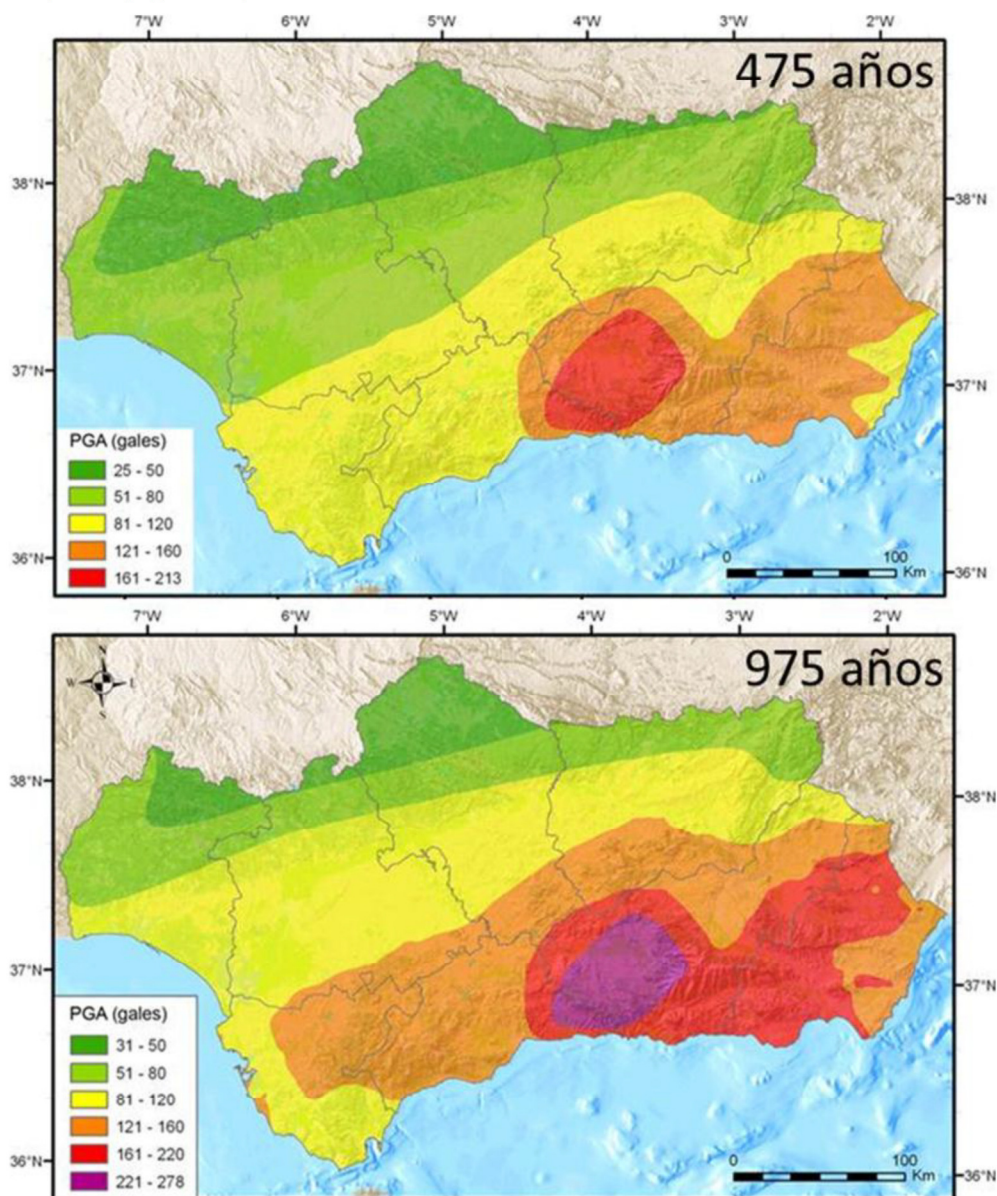 7°W 6°W 5°W 4°W 3°W 2°W
475 años
38°N 38°N
37°N 37°N
PGA (gales)
25 - 50
51 - 80
81 - 120
121 - 160
161 - 213
36°N 36°N
0 100
Km
7°W 6°W 5°W 4°W 3°W 2°W
975 años
N
W E
S
38°N 38°N
37°N 37°N
PGA (gales)
31 - 50
51 - 80
81 - 120
121 - 160
161 - 220
221 - 278
36°N 36°N
0 100
Km